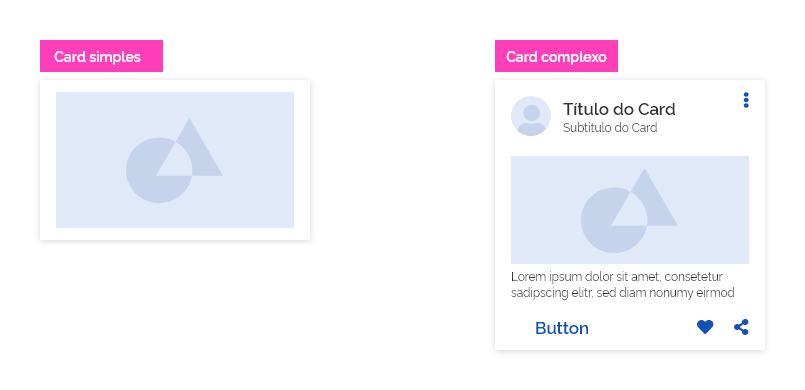 Card simples
Card complexo
Título do Card
Subtitulo do Card
Lorem ipsum dolor sit amet, consetetur
sadipscing elitr, sed diam nonumy eirmod
Button